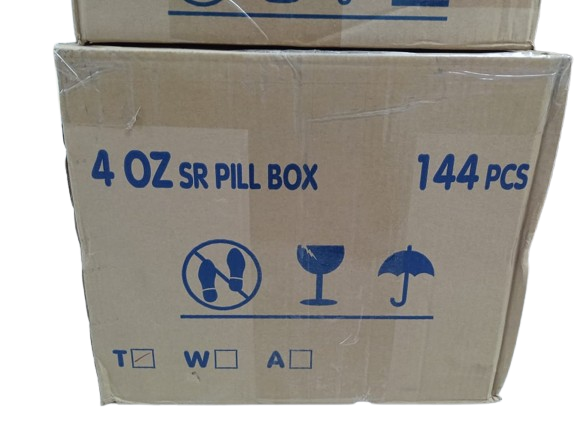 4 OZ SR PILL BOX 144 PCS
T W A